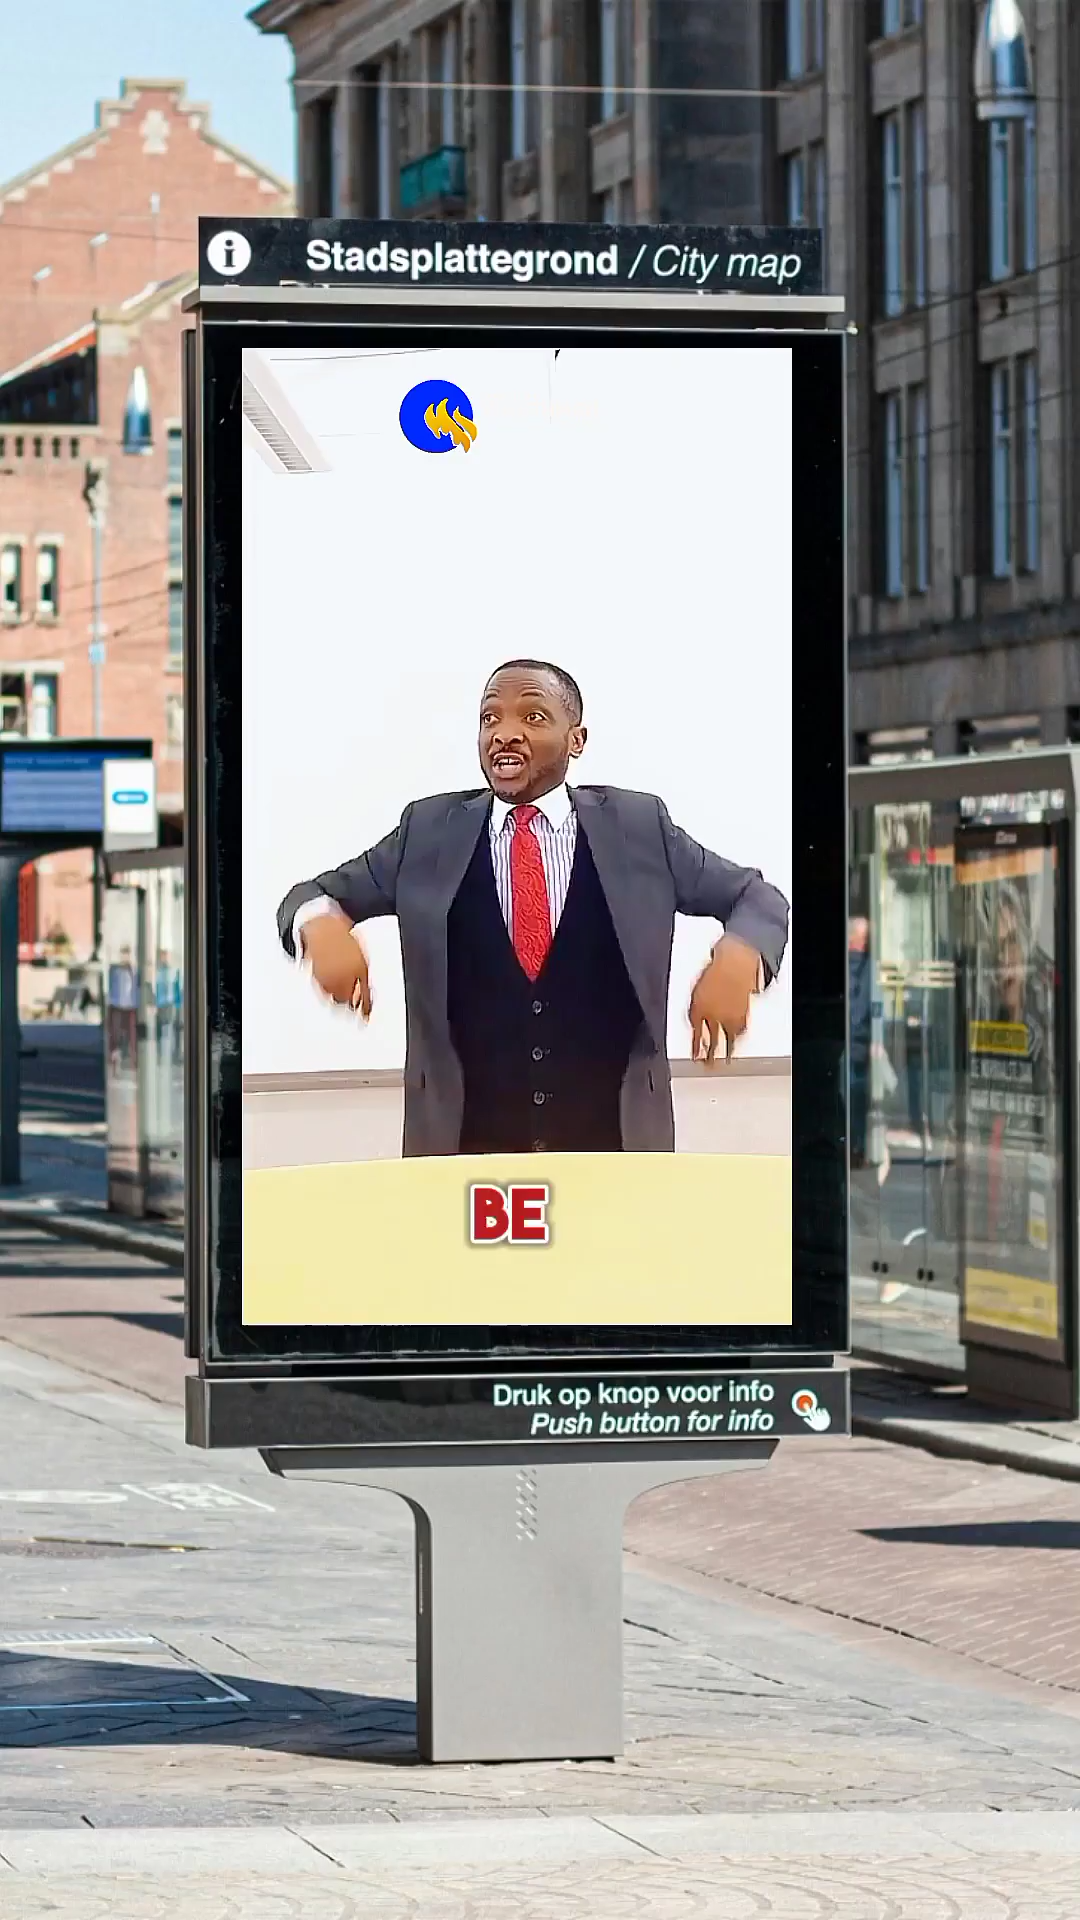 i Stadsplattegrond / City map
BE
Druk op knop voor info
Push button for info